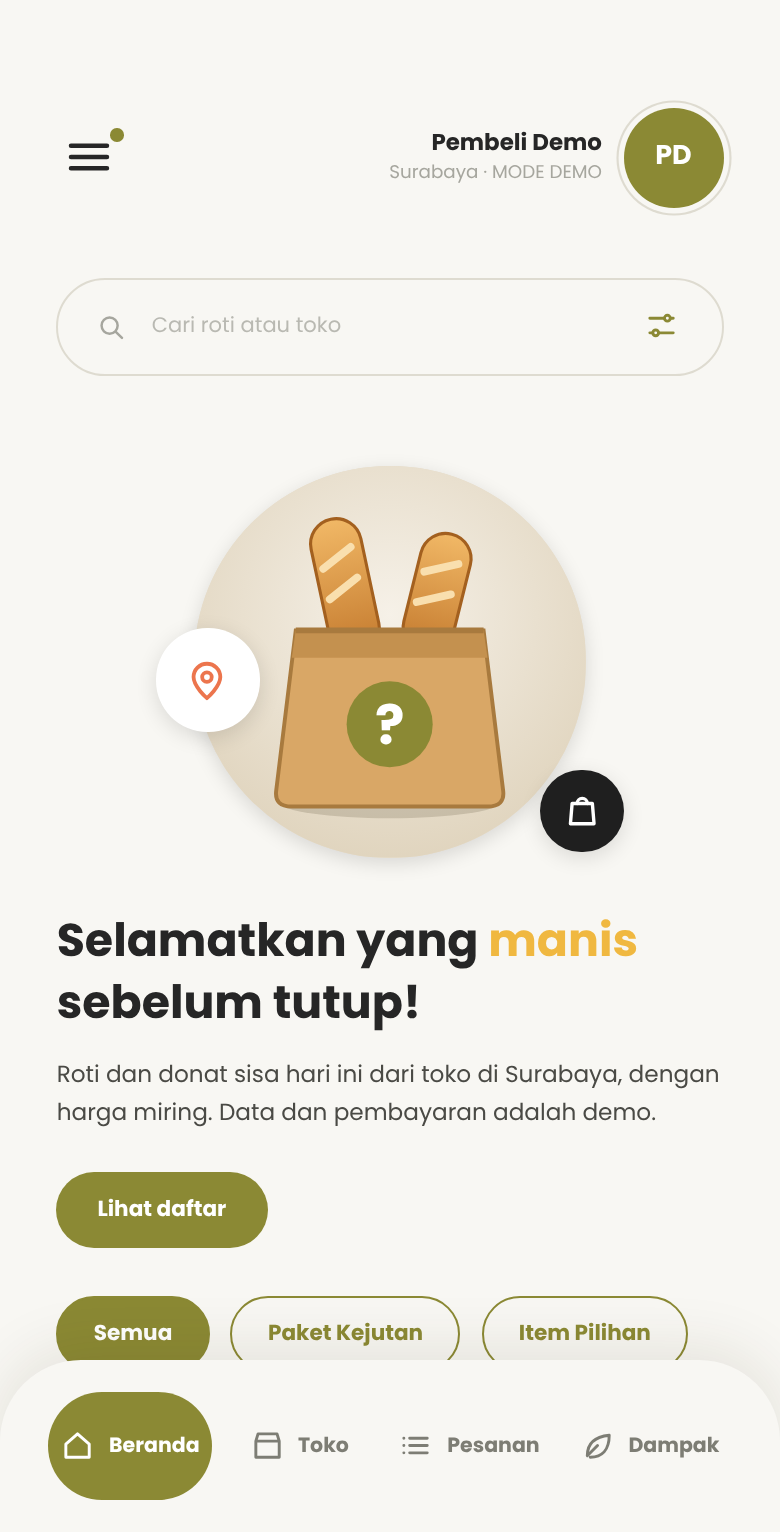 Pembeli Demo
Surabaya · MODE DEMO
PD
Cari roti atau toko
?
Selamatkan yang manis
sebelum tutup!
Roti dan donat sisa hari ini dari toko di Surabaya, dengan
harga miring. Data dan pembayaran adalah demo.
Lihat daftar
Semua
Paket Kejutan
Item Pilihan
Beranda
Toko
Pesanan
Dampak